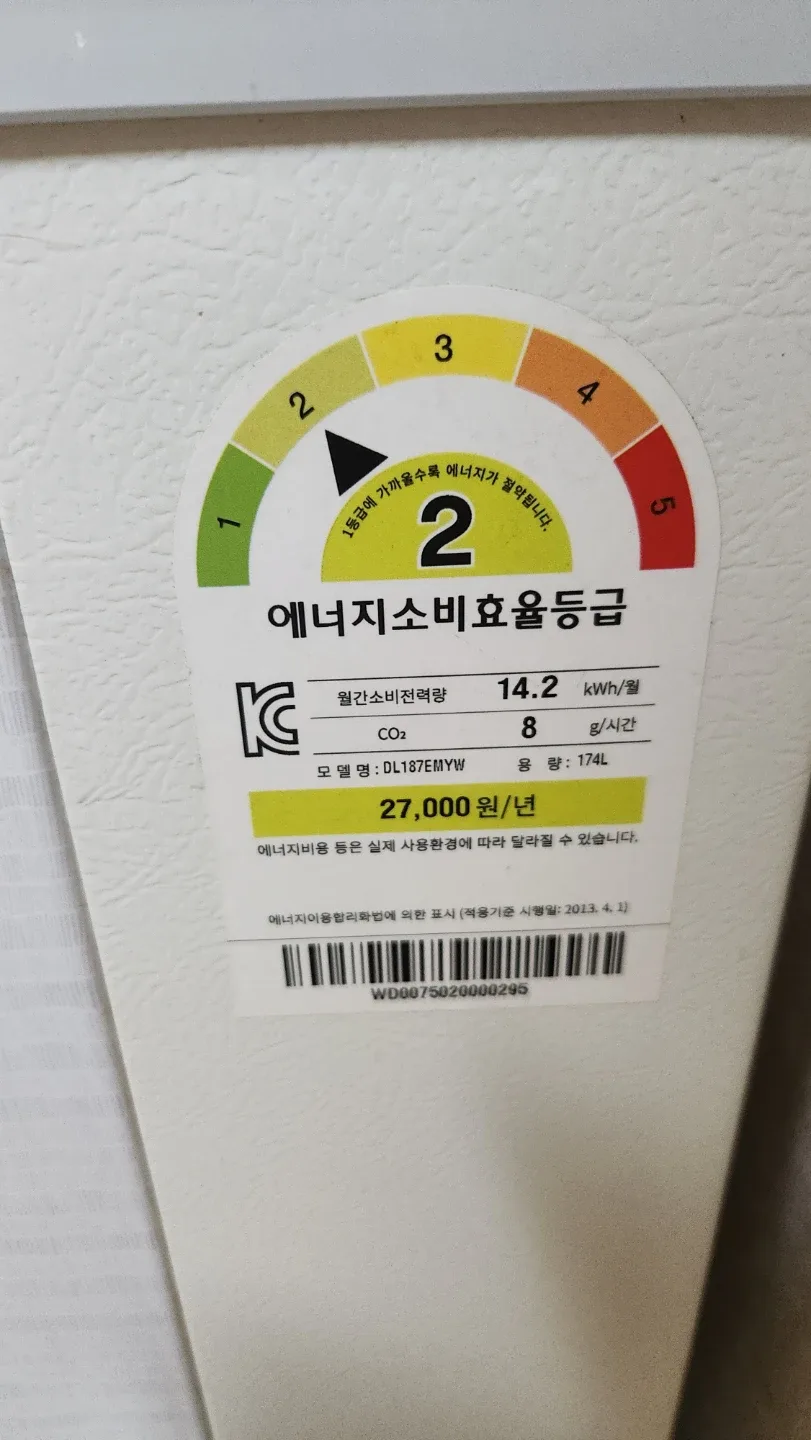 1
2
3
4
5
1등급에 가까울수록 에너지가 절약됩니다.
2
에너지소비효율등급
월간소비전력량 14.2 kWh/월
CO₂ 8 g/시간
모 델 명 : DL187EMYW 용 량 : 174L
27,000 원/년
에너지비용 등은 실제 사용환경에 따라 달라질 수 있습니다.
에너지이용합리화법에 의한 표시 (적용기준 시행일: 2013. 4. 1)
WD0075020000295